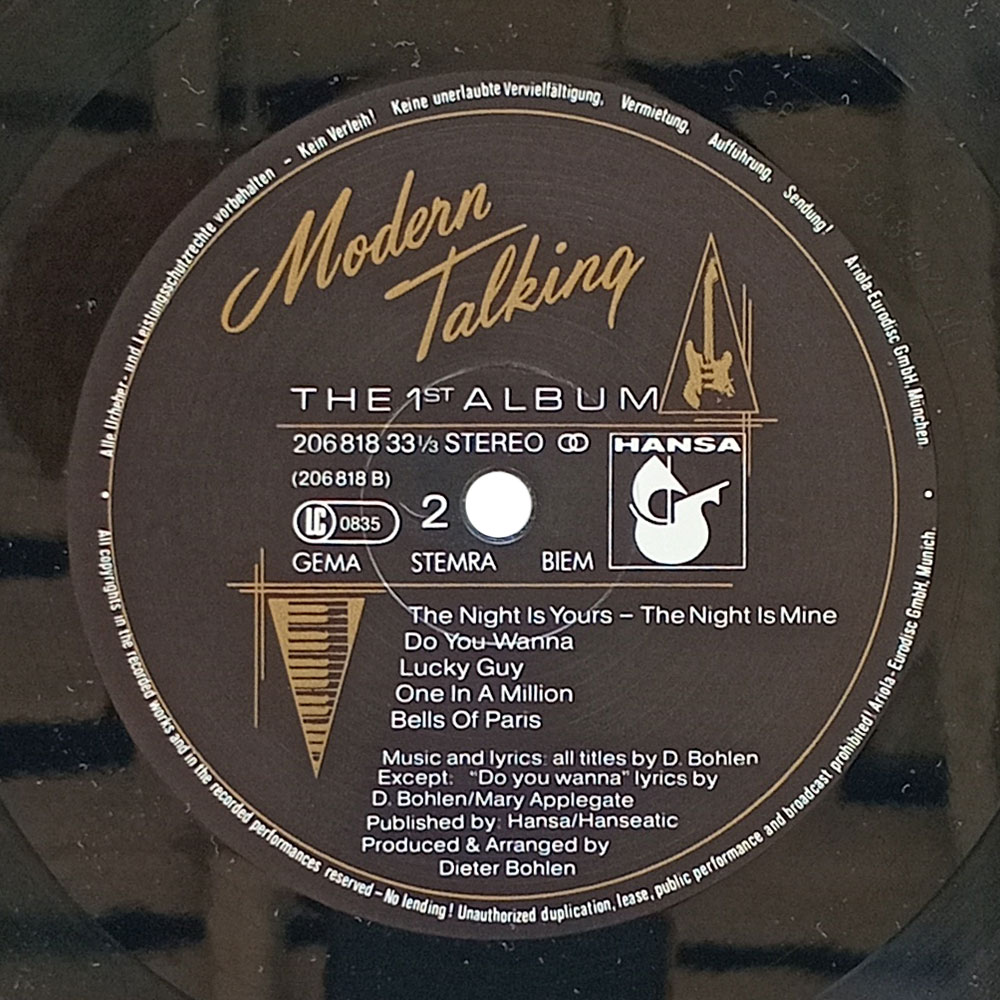 Alle Urheber- und Leistungsschutzrechte vorbehalten – Kein Verleih! Keine unerlaubte Vervielfältigung, Vermietung, Aufführung, Sendung! Ariola-Eurodisc GmbH, München.
Modern
Talking
THE 1ST ALBUM
206 818 33 1/3 STEREO
HANSA
(206 818 B)
LC 0835
2
GEMA STEMRA BIEM
The Night Is Yours – The Night Is Mine
Do You Wanna
Lucky Guy
One In A Million
Bells Of Paris
Music and lyrics: all titles by D. Bohlen
Except: "Do you wanna" lyrics by
D. Bohlen/Mary Applegate
Published by: Hansa/Hanseatic
Produced & Arranged by
Dieter Bohlen
All copyrights in the recorded works and in the recorded performances reserved – No lending! Unauthorized duplication, lease, public performance and broadcast prohibited! Ariola-Eurodisc GmbH, Munich.